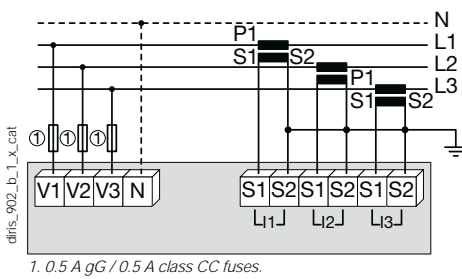 N
P1 L1
S1 S2 L2
P1 L3
S1 S2
① ① ①
V1 V2 V3 N S1 S2 S1 S2 S1 S2
I1 I2 I3
diris_902_b_1_x_cat
1. 0.5 A gG / 0.5 A class CC fuses.